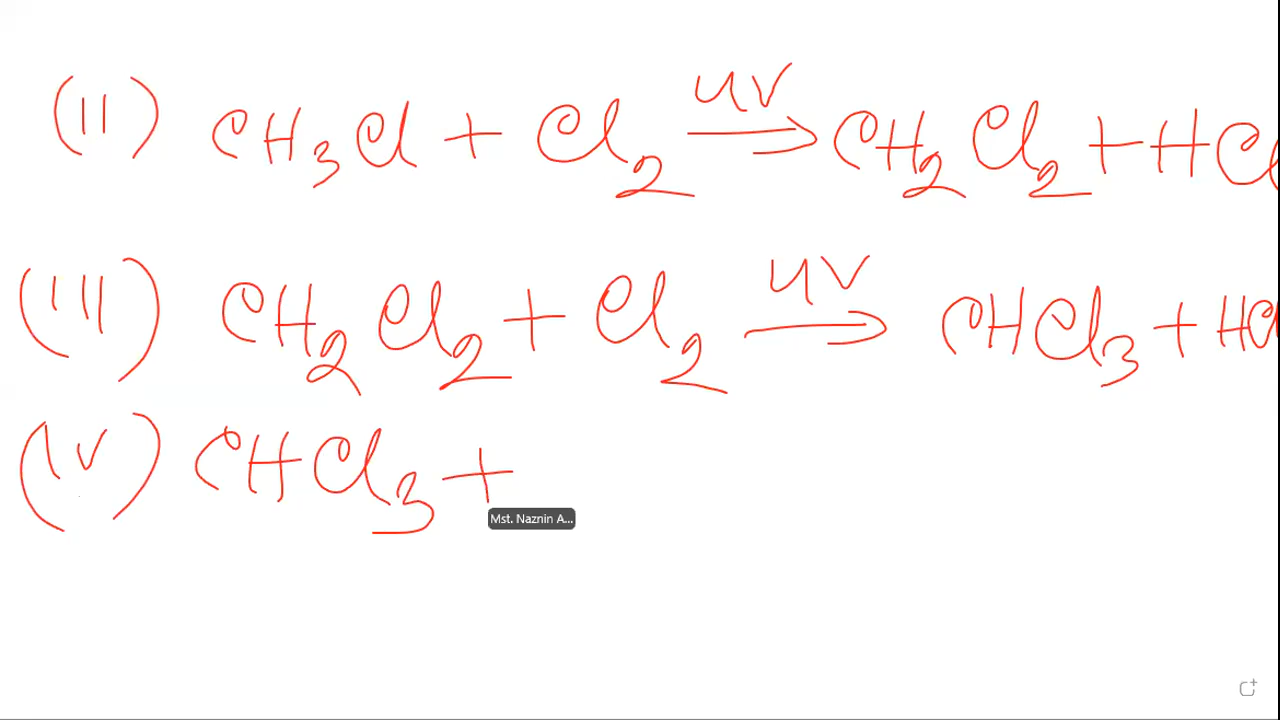 (II) CH3Cl + Cl2 UV→ CH2Cl2 + HCl
(III) CH2Cl2 + Cl2 UV→ CHCl3 + HCl
(IV) CHCl3 +
Mst. Naznin A...